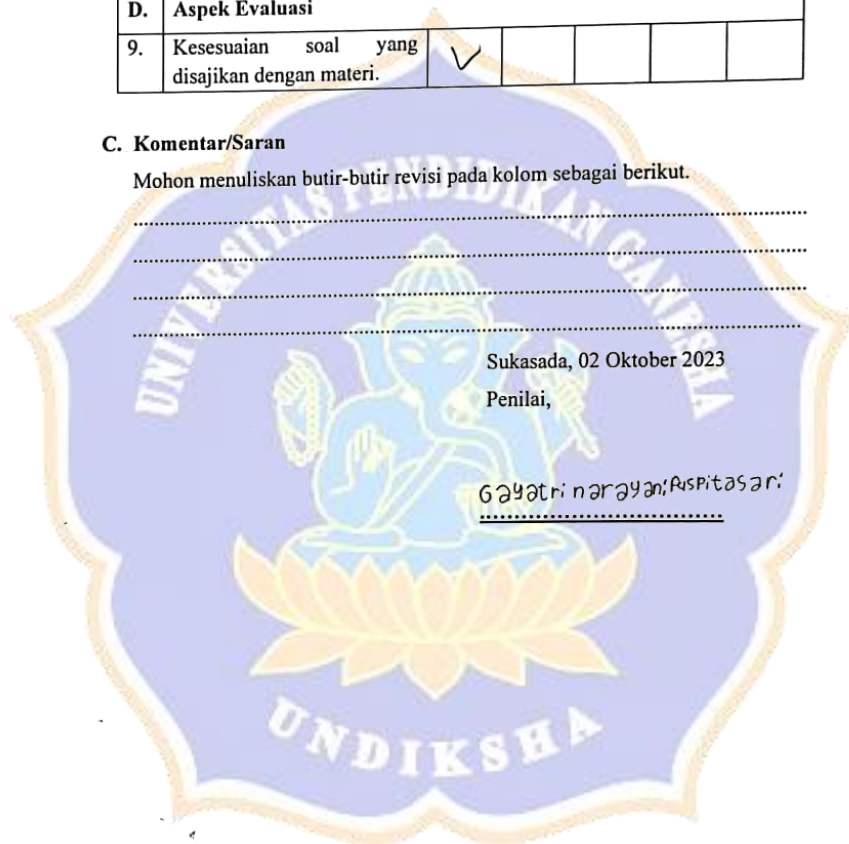 D. Aspek Evaluasi
9. Kesesuaian soal yang
disajikan dengan materi.
C. Komentar/Saran
Mohon menuliskan butir-butir revisi pada kolom sebagai berikut.
Sukasada, 02 Oktober 2023
Penilai,
Gayatri narayani Puspitasari
UNIVERSITAS PENDIDIKAN GANESHA
UNDIKSHA